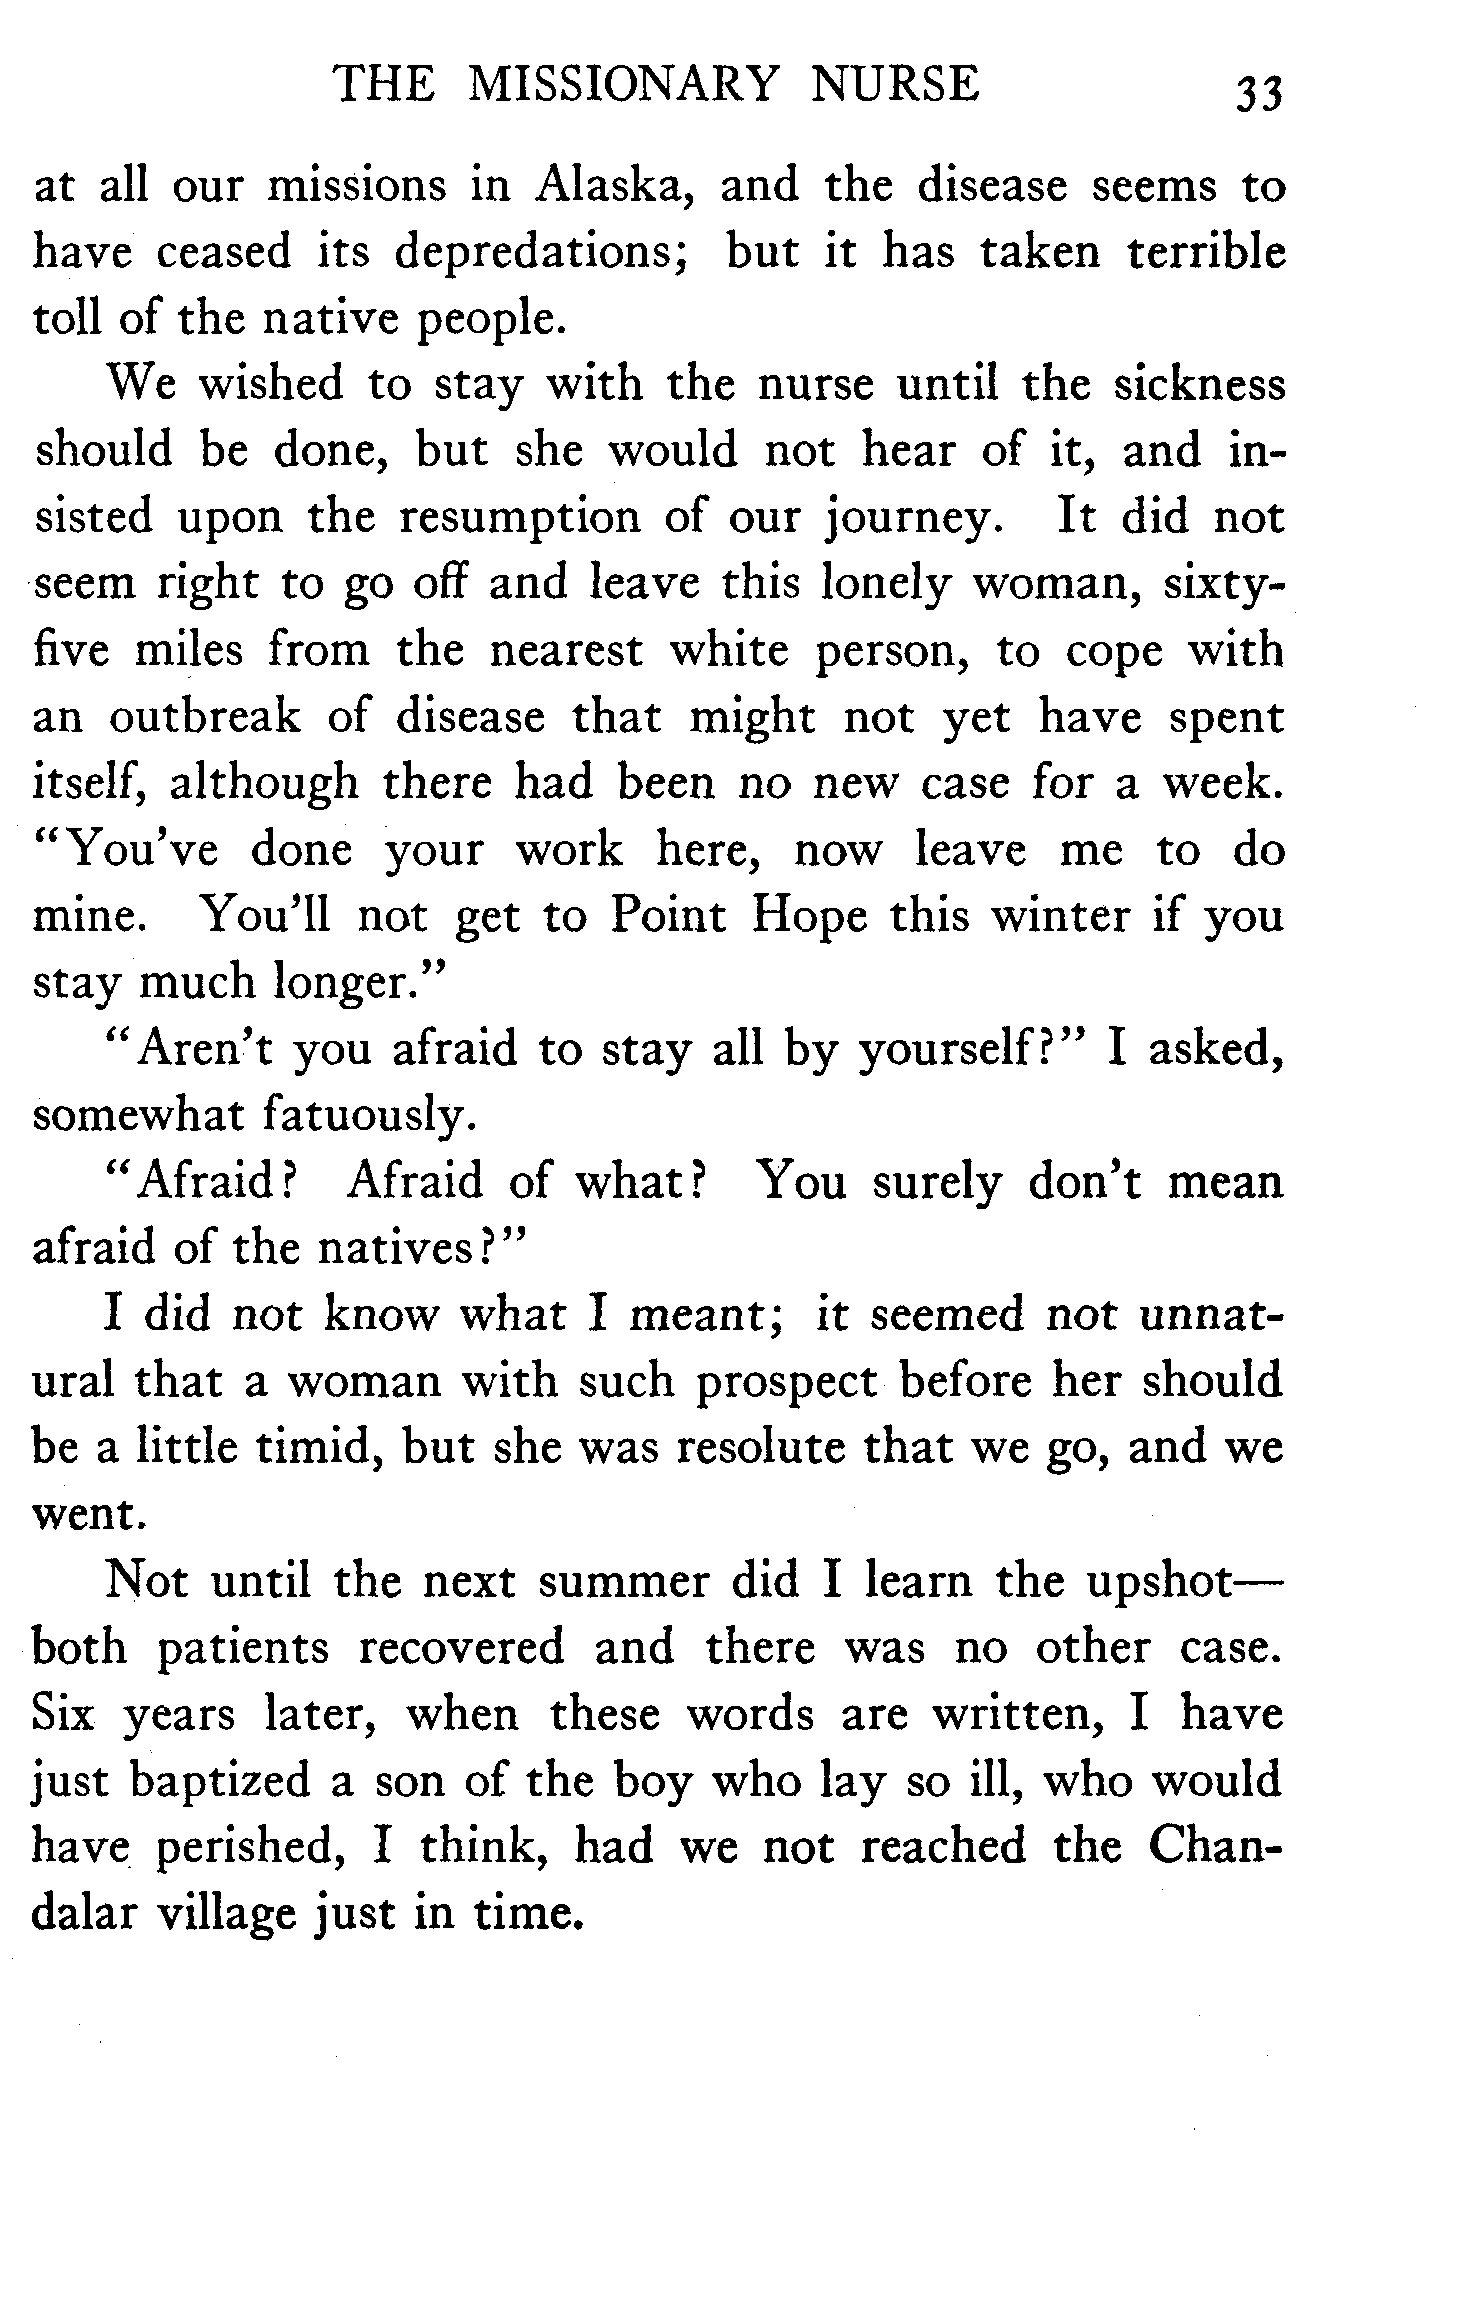 THE MISSIONARY NURSE 33
at all our missions in Alaska, and the disease seems to
have ceased its depredations; but it has taken terrible
toll of the native people.
We wished to stay with the nurse until the sickness
should be done, but she would not hear of it, and in-
sisted upon the resumption of our journey. It did not
seem right to go off and leave this lonely woman, sixty-
five miles from the nearest white person, to cope with
an outbreak of disease that might not yet have spent
itself, although there had been no new case for a week.
“You’ve done your work here, now leave me to do
mine. You’ll not get to Point Hope this winter if you
stay much longer.”
“Aren’t you afraid to stay all by yourself?” I asked,
somewhat fatuously.
“Afraid? Afraid of what? You surely don’t mean
afraid of the natives?”
I did not know what I meant; it seemed not unnat-
ural that a woman with such prospect before her should
be a little timid, but she was resolute that we go, and we
went.
Not until the next summer did I learn the upshot—
both patients recovered and there was no other case.
Six years later, when these words are written, I have
just baptized a son of the boy who lay so ill, who would
have perished, I think, had we not reached the Chan-
dalar village just in time.